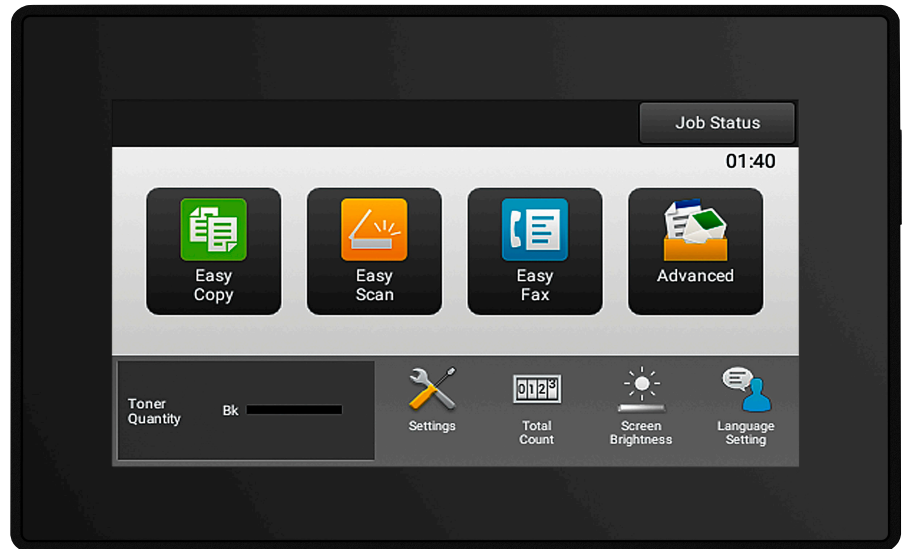 Job Status
01:40
Easy
Copy
Easy
Scan
Easy
Fax
Advanced
Toner
Quantity
Bk
Settings
0123
Total
Count
Screen
Brightness
Language
Setting